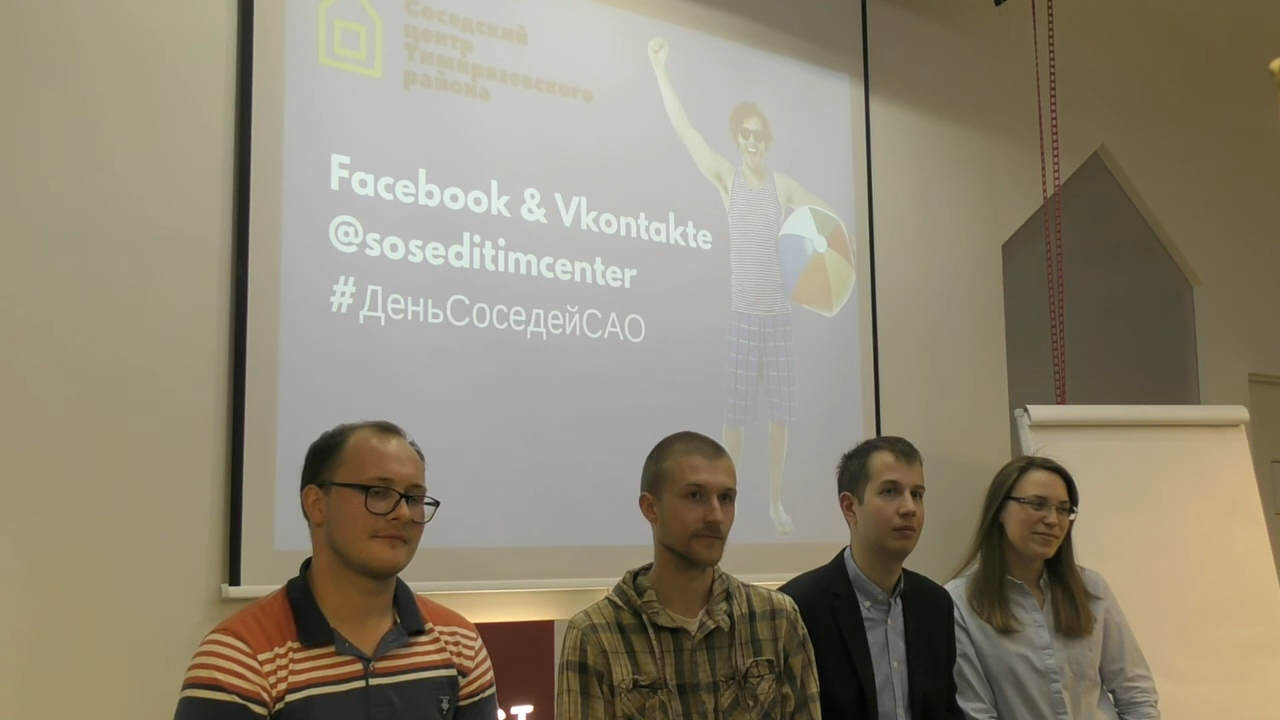 Соседский
центр
Тимирязевского
района
Facebook & Vkontakte
@soseditimcenter
#ДеньСоседейСАО